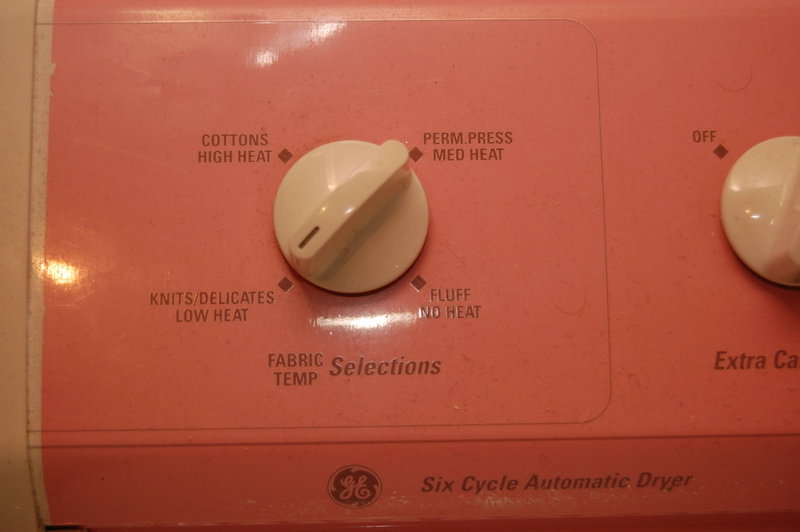 COTTONS
HIGH HEAT
PERM.PRESS
MED HEAT
OFF
KNITS/DELICATES
LOW HEAT
FLUFF
NO HEAT
FABRIC
TEMP
Selections
Extra Ca
GE
Six Cycle Automatic Dryer